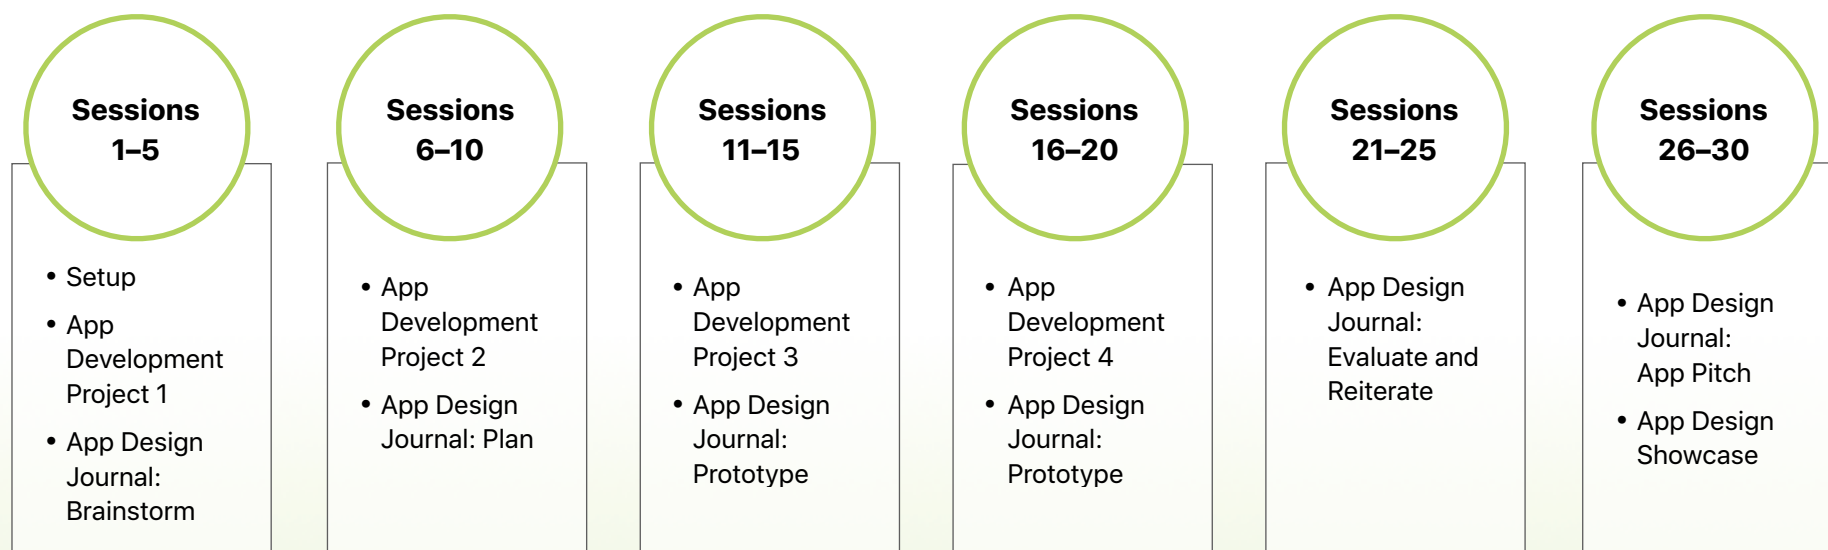 Sessions
1–5
• Setup
• App
Development
Project 1
• App Design
Journal:
Brainstorm
Sessions
6–10
• App
Development
Project 2
• App Design
Journal: Plan
Sessions
11–15
• App
Development
Project 3
• App Design
Journal:
Prototype
Sessions
16–20
• App
Development
Project 4
• App Design
Journal:
Prototype
Sessions
21–25
• App Design
Journal:
Evaluate and
Reiterate
Sessions
26–30
• App Design
Journal:
App Pitch
• App Design
Showcase